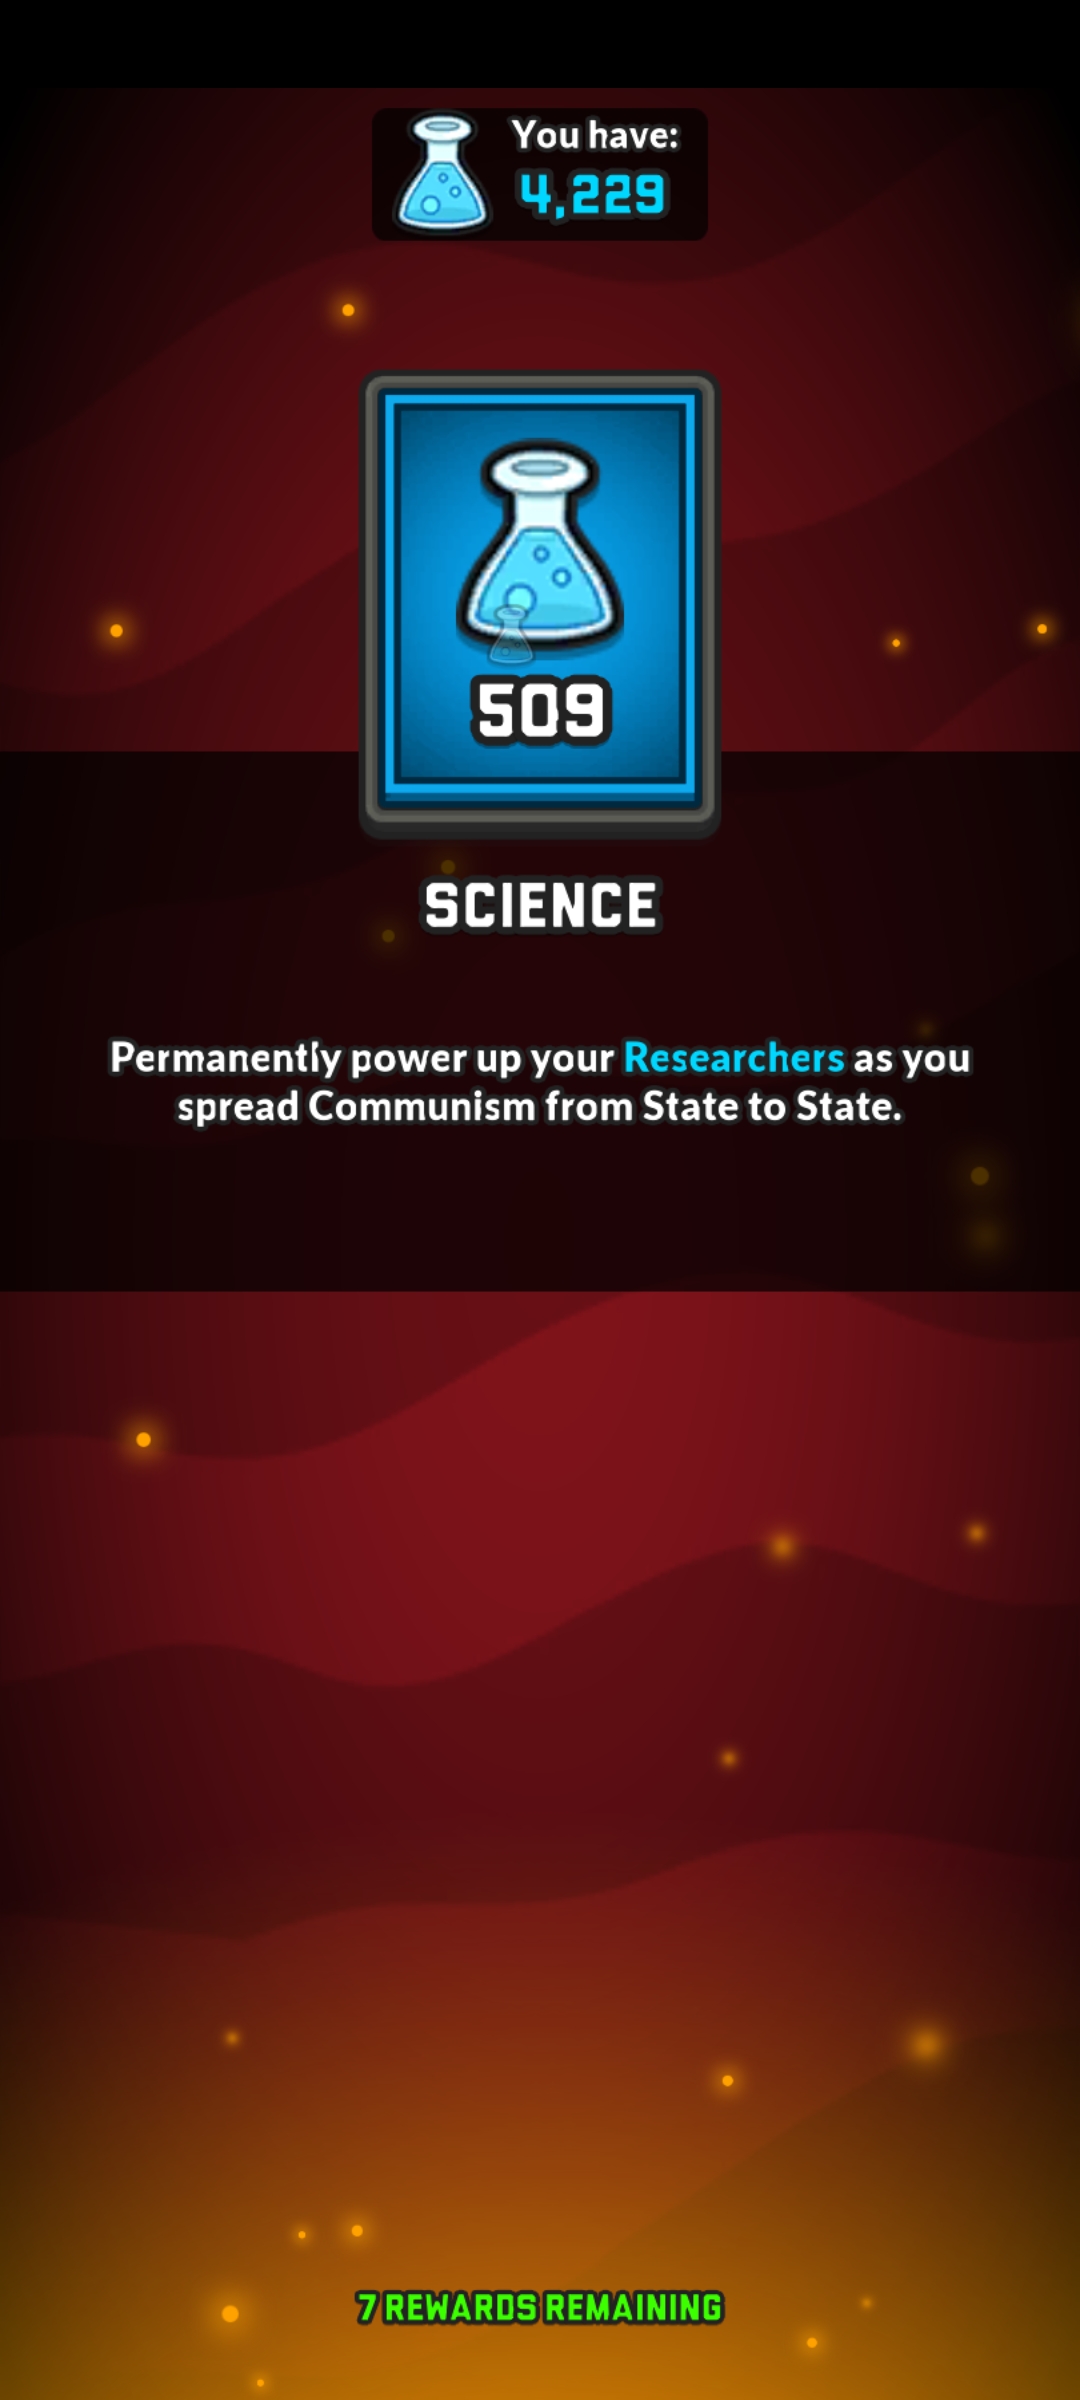 You have:
4,229
509
SCIENCE
Permanently power up your Researchers as you
spread Communism from State to State.
7 REWARDS REMAINING